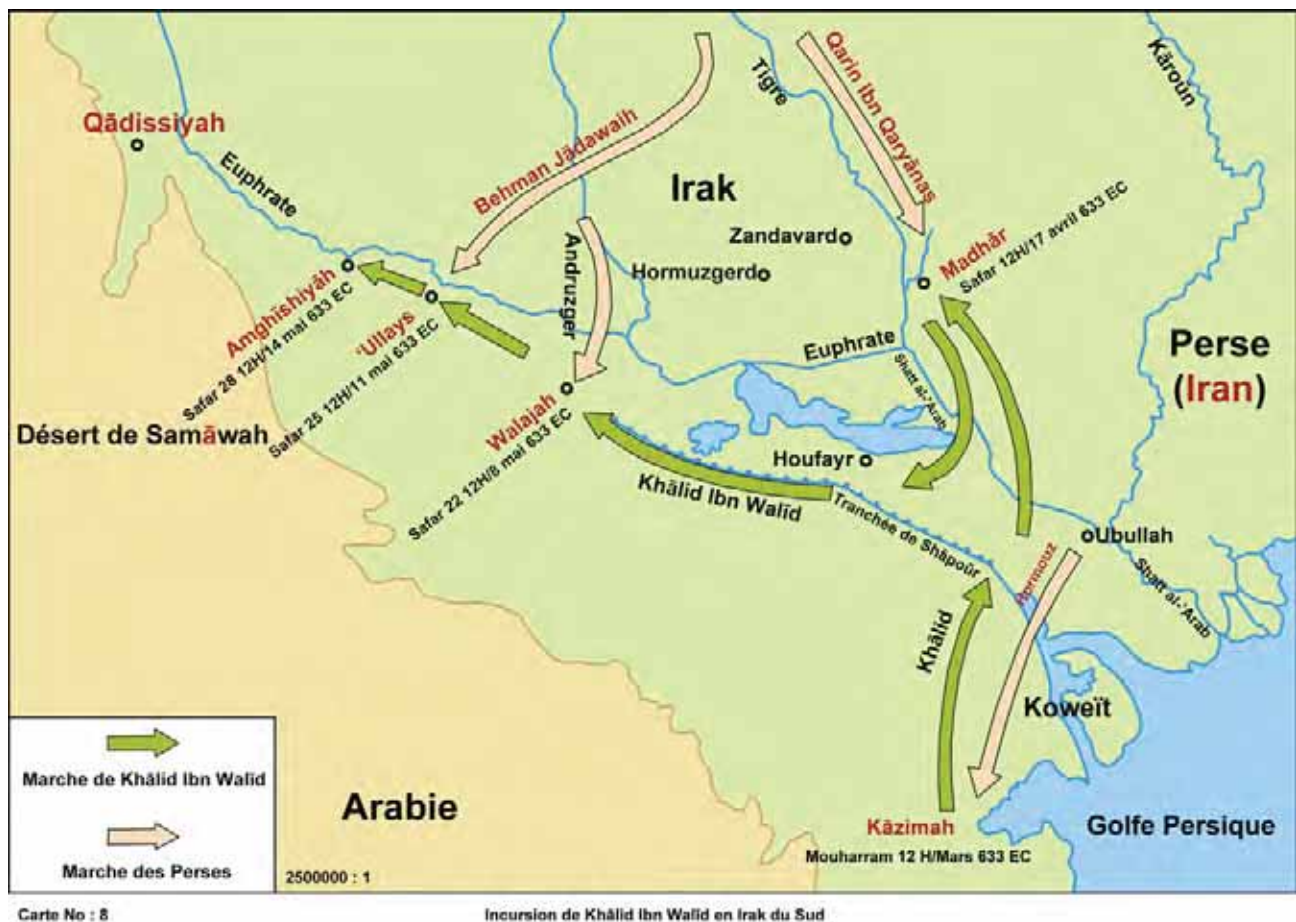 Qādissiyah
Euphrate
Behman Jādawaih
Tigre
Qarin Ibn Qaryānas
Kāroūn
Irak
Zandavard
Hormuzgerd
Andruzger
Madhār
Safar 12H/17 avril 633 EC
Amghishiyāh
Safar 28 12H/14 mai 633 EC
'Ullays
Safar 25 12H/11 mai 633 EC
Walajah
Safar 22 12H/8 mai 633 EC
Euphrate
Shatt al-'Arab
Perse
(Iran)
Désert de Samāwah
Houfayr
Khālid Ibn Walīd
Tranchée de Shāpoūr
Ubullah
Hormouz
Shatt al-'Arab
Khālid
Koweït
Arabie
Kāzimah
Mouharram 12 H/Mars 633 EC
Golfe Persique
Marche de Khālid Ibn Walīd
Marche des Perses
2500000 : 1
Carte No : 8
Incursion de Khālid Ibn Walīd en Irak du Sud